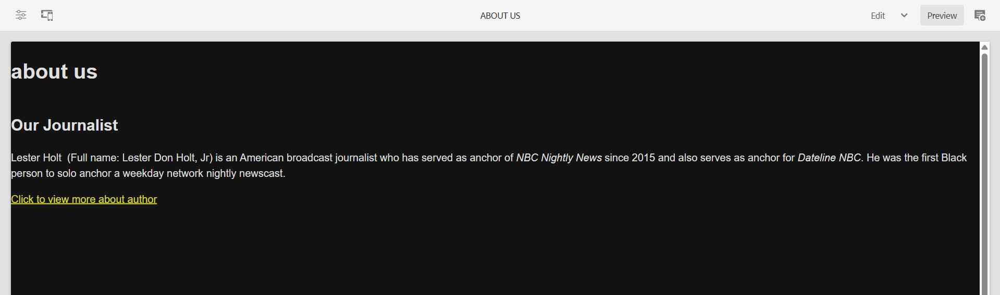 ABOUT US
Edit
Preview
about us
Our Journalist
Lester Holt  (Full name: Lester Don Holt, Jr) is an American broadcast journalist who has served as anchor of NBC Nightly News since 2015 and also serves as anchor for Dateline NBC. He was the first Black
person to solo anchor a weekday network nightly newscast.
Click to view more about author